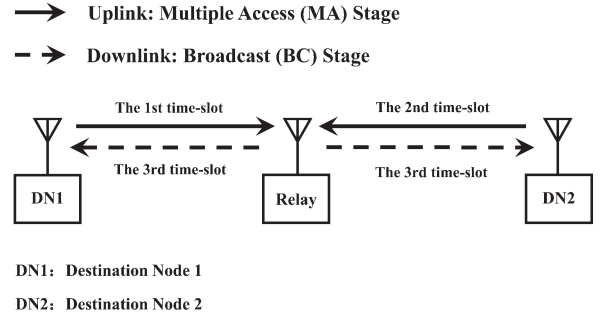 Uplink: Multiple Access (MA) Stage
Downlink: Broadcast (BC) Stage
The 1st time-slot
The 2nd time-slot
The 3rd time-slot
The 3rd time-slot
DN1
Relay
DN2
DN1：Destination Node 1
DN2：Destination Node 2